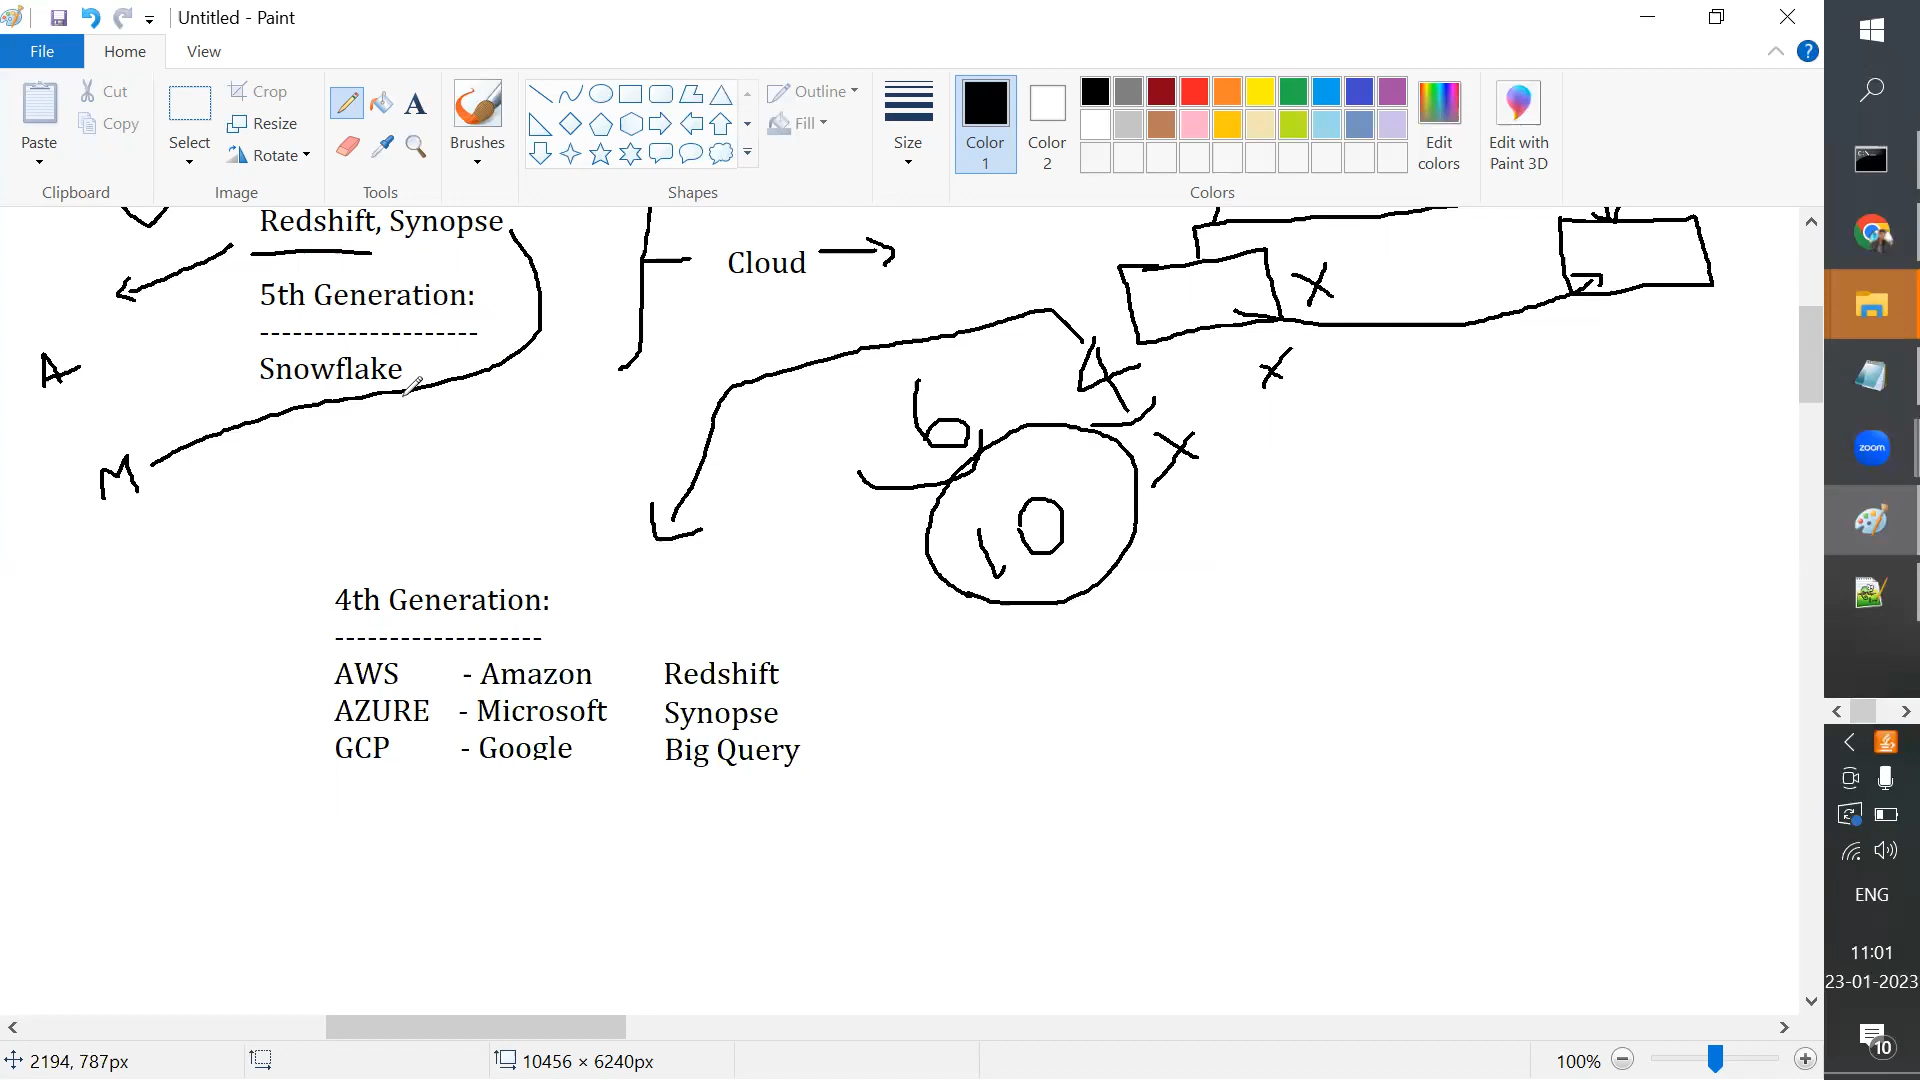 Untitled - Paint
File
Home
View
Paste
Cut
Copy
Clipboard
Select
Crop
Resize
Rotate
Image
Tools
Brushes
Shapes
Outline
Fill
Size
Color 1
Color 2
Edit colors
Colors
Edit with Paint 3D
Redshift, Synopse
5th Generation:
-------------------
Snowflake
Cloud
A
M
X
X
X
4th Generation:
-------------------
AWS - Amazon Redshift
AZURE - Microsoft Synopse
GCP - Google Big Query
zoom
ENG
11:01
23-01-2023
10
2194, 787px
10456 × 6240px
100%